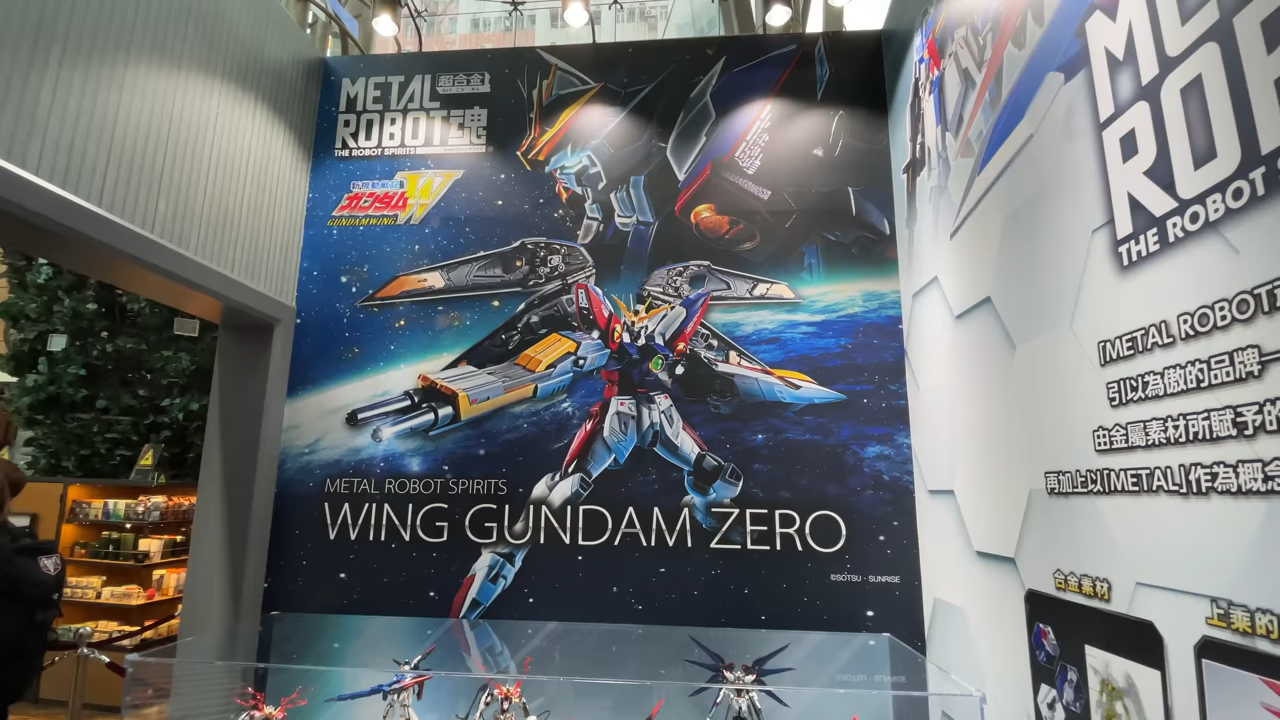 METAL
超合金
ROBOT魂
THE ROBOT SPIRITS
新機動戦記
ガンダムW
GUNDAM WING
METAL ROBOT SPIRITS
WING GUNDAM ZERO
©SOTSU・SUNRISE
THE ROBOT
「METAL ROBOT
引以為傲的品牌一
由金屬素材所賦予的
再加上以「METAL」作為概念
合金素材
上乘的